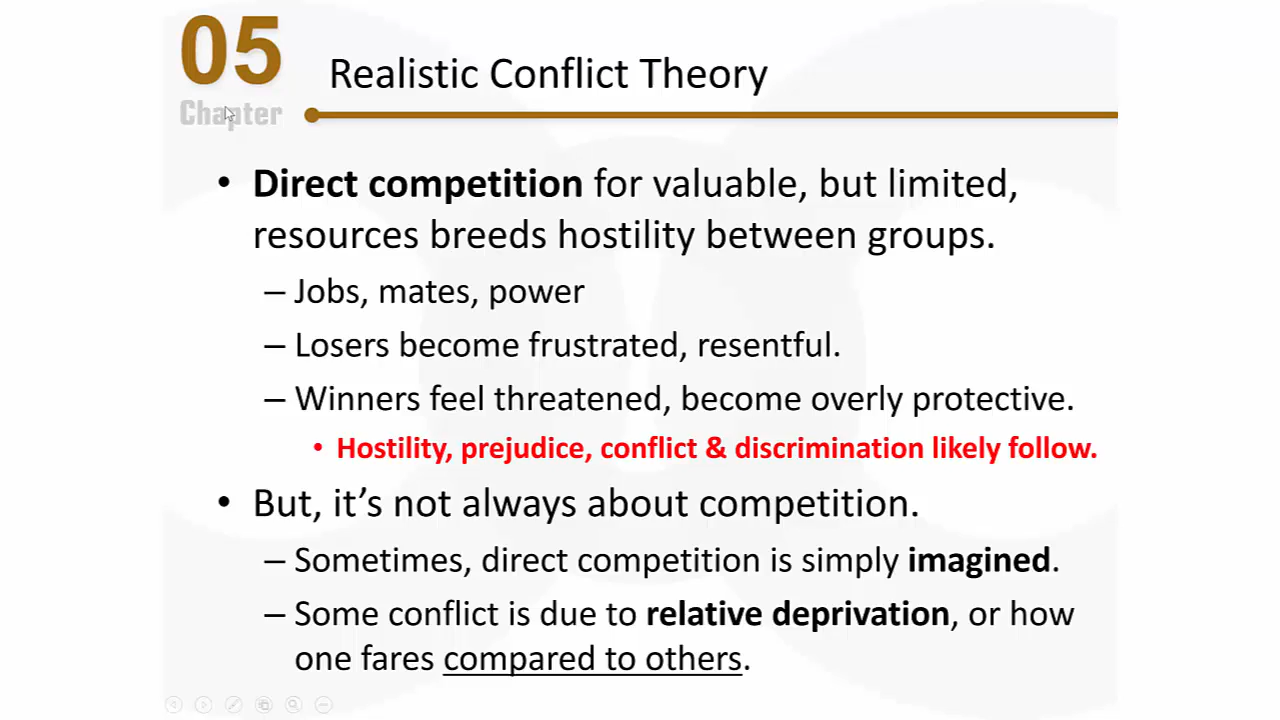 05
Chapter
Realistic Conflict Theory
• Direct competition for valuable, but limited,
resources breeds hostility between groups.
– Jobs, mates, power
– Losers become frustrated, resentful.
– Winners feel threatened, become overly protective.
• Hostility, prejudice, conflict & discrimination likely follow.
• But, it’s not always about competition.
– Sometimes, direct competition is simply imagined.
– Some conflict is due to relative deprivation, or how
one fares compared to others.